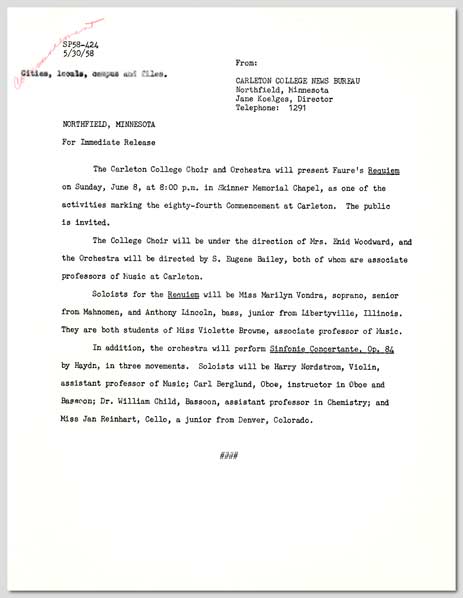 Commencement
SP58-424
5/30/58
Cities, locals, campus and files.
From:
CARLETON COLLEGE NEWS BUREAU
Northfield, Minnesota
Jane Koelges, Director
Telephone: 1291
NORTHFIELD, MINNESOTA
For Immediate Release
The Carleton College Choir and Orchestra will present Faure's Requiem
on Sunday, June 8, at 8:00 p.m. in Skinner Memorial Chapel, as one of the
activities marking the eighty-fourth Commencement at Carleton. The public
is invited.
The College Choir will be under the direction of Mrs. Enid Woodward, and
the Orchestra will be directed by S. Eugene Bailey, both of whom are associate
professors of Music at Carleton.
Soloists for the Requiem will be Miss Marilyn Vondra, soprano, senior
from Mahnomen, and Anthony Lincoln, bass, junior from Libertyville, Illinois.
They are both students of Miss Violette Browne, associate professor of Music.
In addition, the orchestra will perform Sinfonie Concertante, Op. 84
by Haydn, in three movements. Soloists will be Harry Nordstrom, Violin,
assistant professor of Music; Carl Berglund, Oboe, instructor in Oboe and
Bassoon; Dr. William Child, Bassoon, assistant professor in Chemistry; and
Miss Jan Reinhart, Cello, a junior from Denver, Colorado.
####